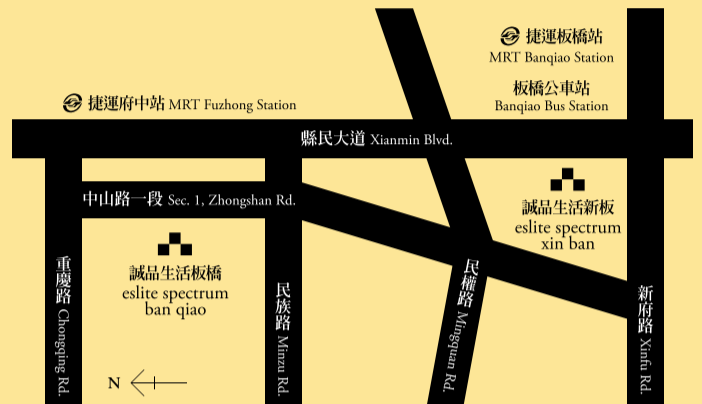 捷運板橋站
MRT Banqiao Station
板橋公車站
Banqiao Bus Station
捷運府中站 MRT Fuzhong Station
縣民大道 Xianmin Blvd.
中山路一段 Sec. 1, Zhongshan Rd.
誠品生活新板
eslite spectrum
xin ban
誠品生活板橋
eslite spectrum
ban qiao
重慶路 Chongqing Rd.
民族路 Minzu Rd.
民權路 Mingquan Rd.
新府路 Xinfu Rd.
N